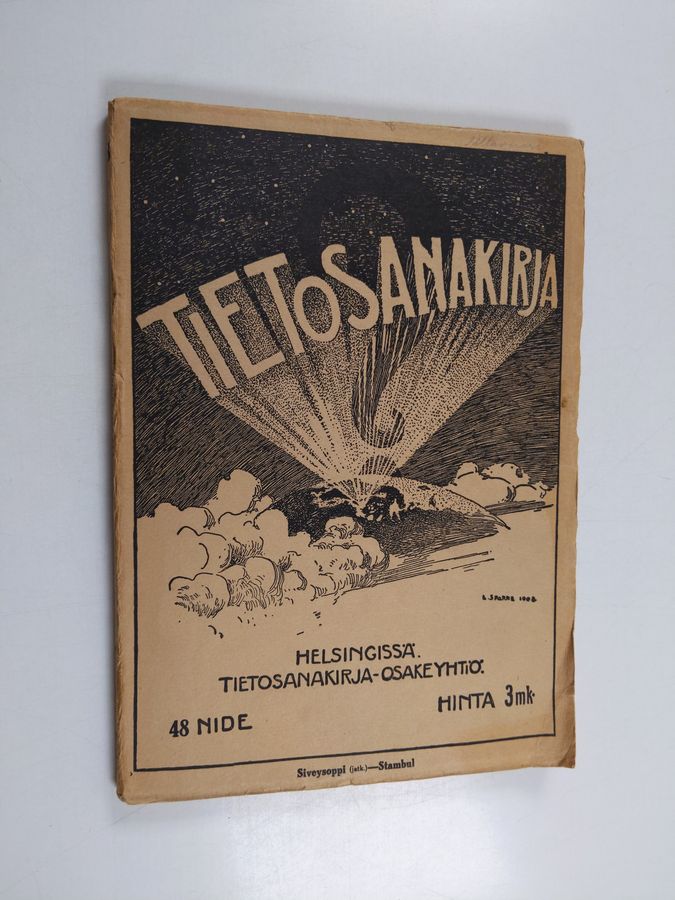 TIETOSANAKIRJA
L. SPARRE 1908.
HELSINGISSÄ.
TIETOSANAKIRJA-OSAKEYHTIÖ.
48 NIDE
HINTA 3 mk.
Siveysoppi (jatk.)—Stambul